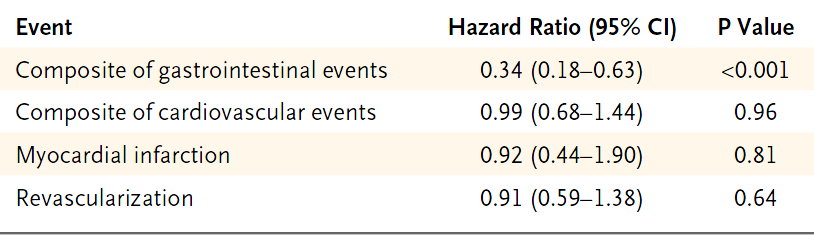 Event Hazard Ratio (95% CI) P Value
Composite of gastrointestinal events 0.34 (0.18–0.63) <0.001
Composite of cardiovascular events 0.99 (0.68–1.44) 0.96
Myocardial infarction 0.92 (0.44–1.90) 0.81
Revascularization 0.91 (0.59–1.38) 0.64